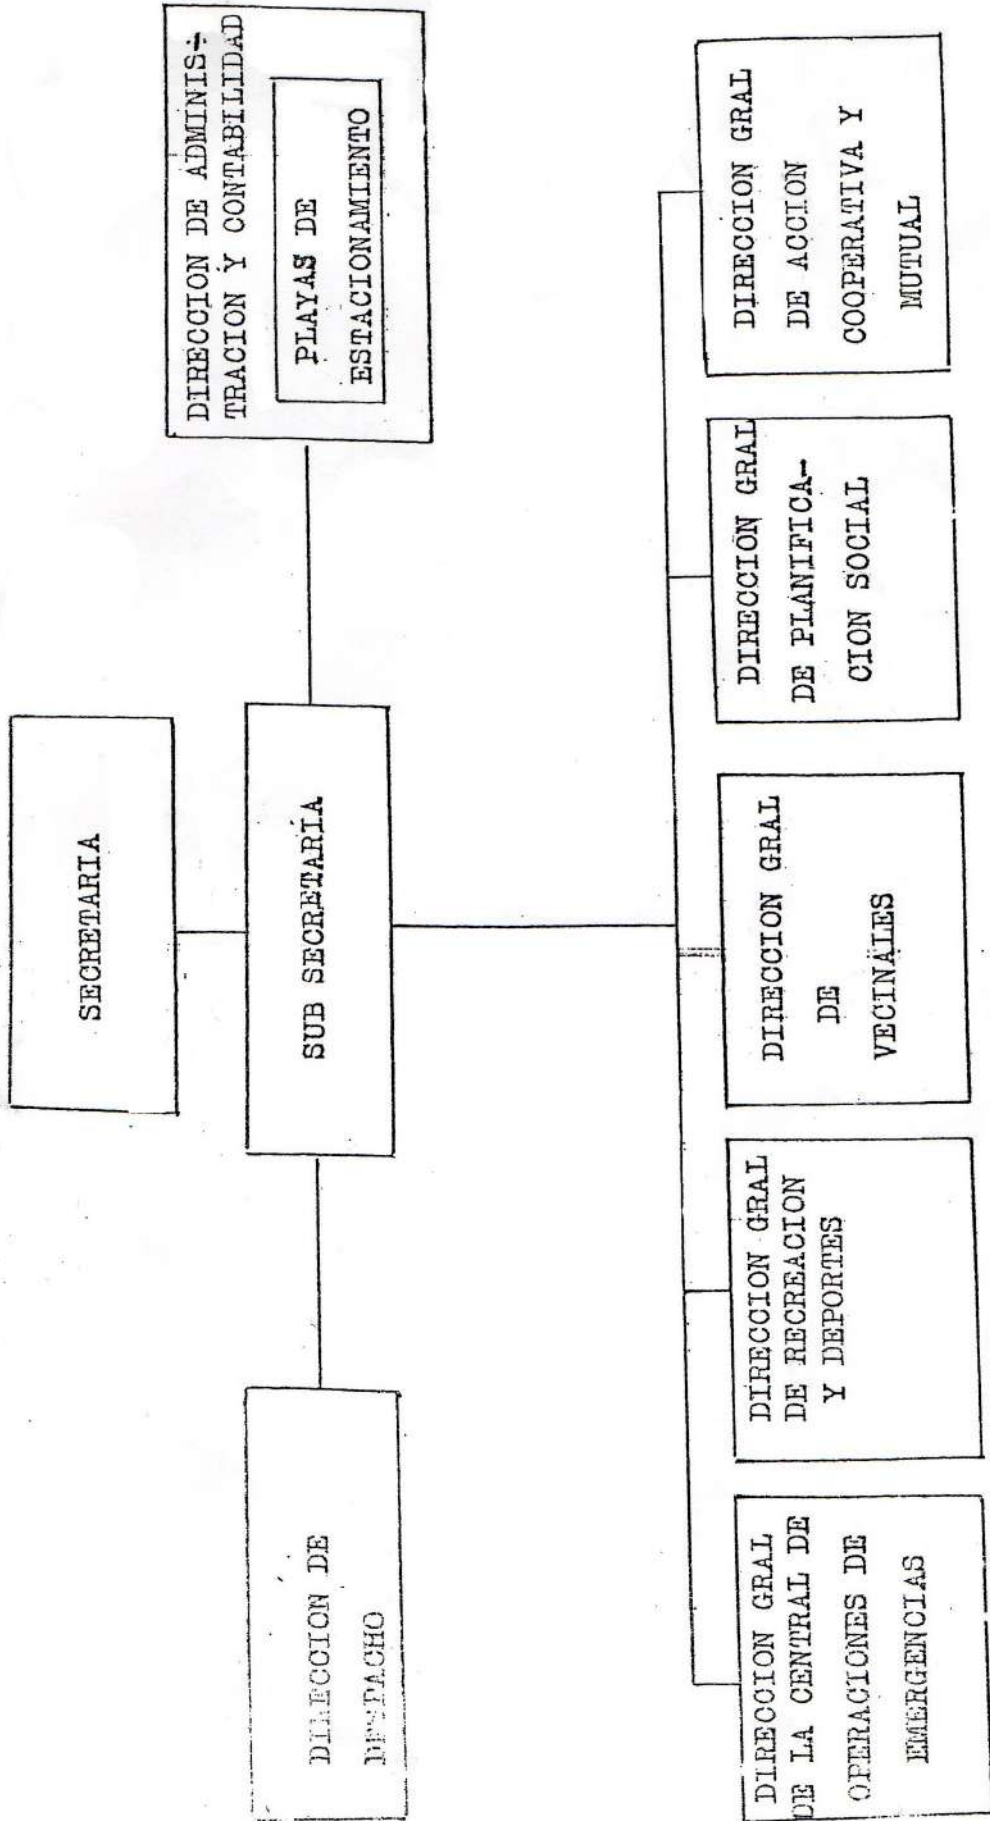 SECRETARIA
SUB SECRETARÍA
DIRECCION DE ADMINIS-
TRACION Y CONTABILIDAD
PLAYAS DE
ESTACIONAMIENTO
DIRECCION DE
DESPACHO
DIRECCION GRAL
DE LA CENTRAL DE
OPERACIONES DE
EMERGENCIAS
DIRECCION GRAL
DE RECREACION
Y DEPORTES
DIRECCION GRAL
DE
VECINALES
DIRECCION GRAL
DE PLANIFICA-
CION SOCIAL
DIRECCION GRAL
DE ACCION
COOPERATIVA Y
MUTUAL